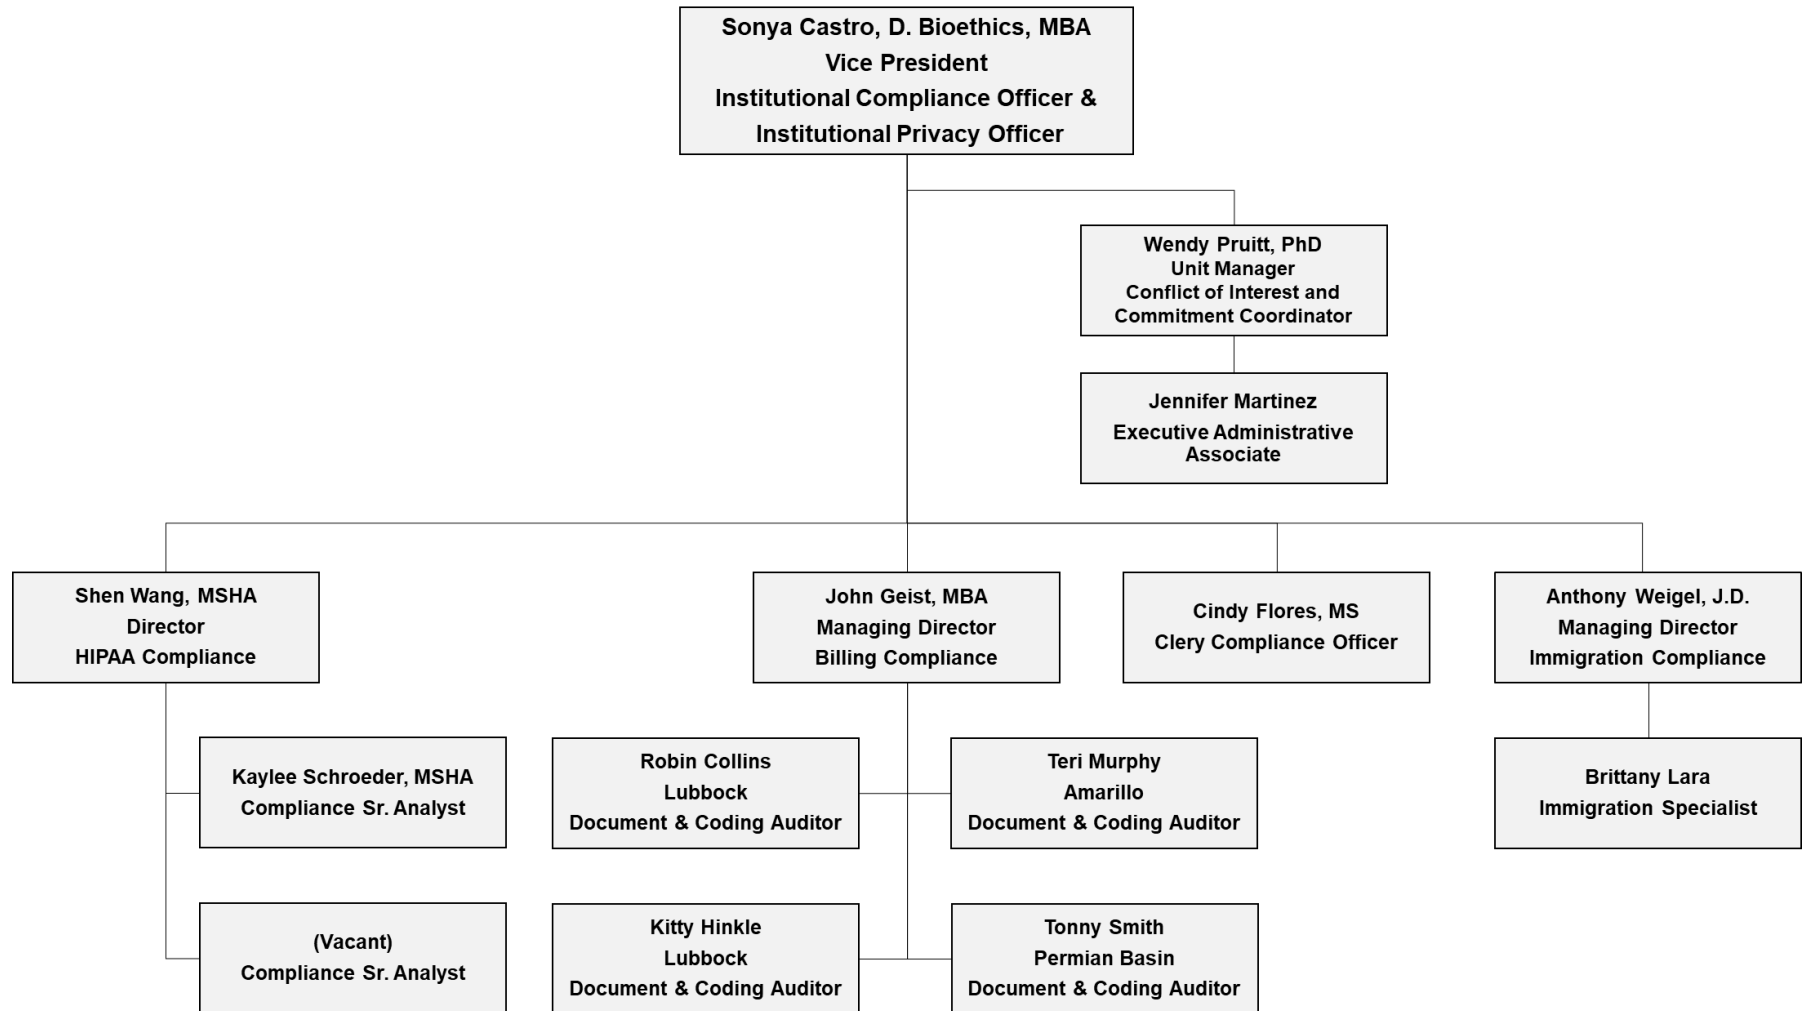 Sonya Castro, D. Bioethics, MBA
Vice President
Institutional Compliance Officer &
Institutional Privacy Officer
Wendy Pruitt, PhD
Unit Manager
Conflict of Interest and
Commitment Coordinator
Jennifer Martinez
Executive Administrative
Associate
Shen Wang, MSHA
Director
HIPAA Compliance
John Geist, MBA
Managing Director
Billing Compliance
Cindy Flores, MS
Clery Compliance Officer
Anthony Weigel, J.D.
Managing Director
Immigration Compliance
Kaylee Schroeder, MSHA
Compliance Sr. Analyst
Robin Collins
Lubbock
Document & Coding Auditor
Teri Murphy
Amarillo
Document & Coding Auditor
Brittany Lara
Immigration Specialist
(Vacant)
Compliance Sr. Analyst
Kitty Hinkle
Lubbock
Document & Coding Auditor
Tonny Smith
Permian Basin
Document & Coding Auditor